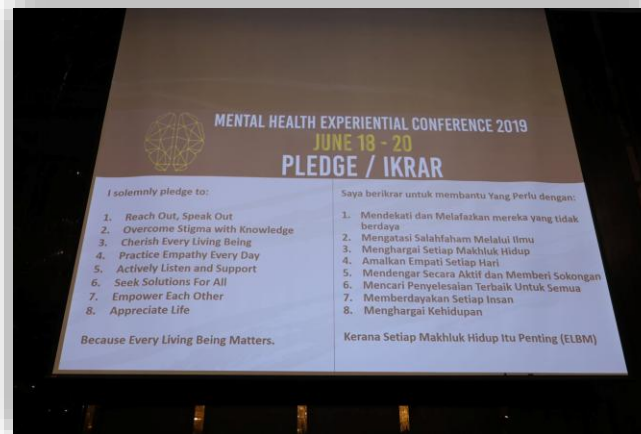 MENTAL HEALTH EXPERIENTIAL CONFERENCE 2019
JUNE 18 - 20
PLEDGE / IKRAR
I solemnly pledge to:
1. Reach Out, Speak Out
2. Overcome Stigma with Knowledge
3. Cherish Every Living Being
4. Practice Empathy Every Day
5. Actively Listen and Support
6. Seek Solutions For All
7. Empower Each Other
8. Appreciate Life
Because Every Living Being Matters.
Saya berikrar untuk membantu Yang Perlu dengan:
1. Mendekati dan Melafazkan mereka yang tidak
berdaya
2. Mengatasi Salahfaham Melalui Ilmu
3. Menghargai Setiap Makhluk Hidup
4. Amalkan Empati Setiap Hari
5. Mendengar Secara Aktif dan Memberi Sokongan
6. Mencari Penyelesaian Terbaik Untuk Semua
7. Memberdayakan Setiap Insan
8. Menghargai Kehidupan
Kerana Setiap Makhluk Hidup Itu Penting (ELBM)